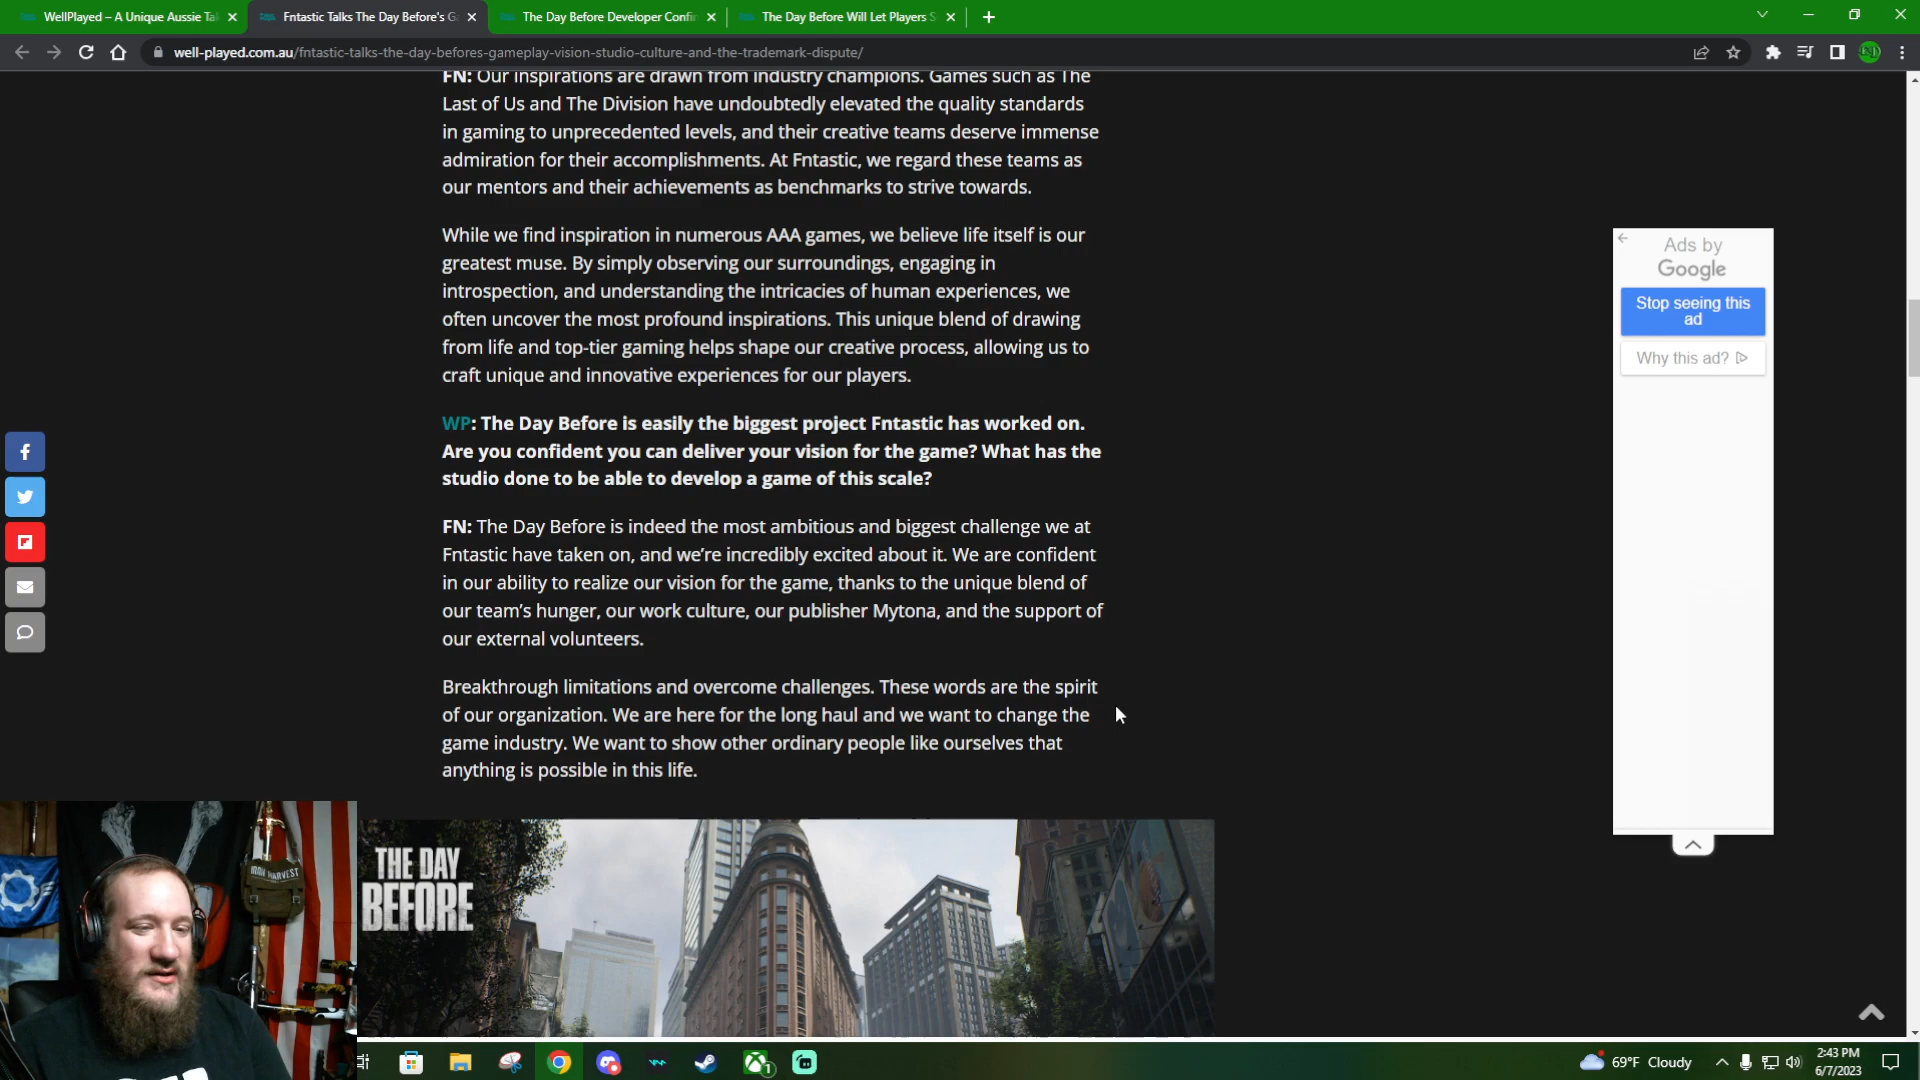 WellPlayed – A Unique Aussie Ta
Fntastic Talks The Day Before's G
The Day Before Developer Confir
The Day Before Will Let Players S
well-played.com.au/fntastic-talks-the-day-befores-gameplay-vision-studio-culture-and-the-trademark-dispute/
FN: Our inspirations are drawn from industry champions. Games such as The
Last of Us and The Division have undoubtedly elevated the quality standards
in gaming to unprecedented levels, and their creative teams deserve immense
admiration for their accomplishments. At Fntastic, we regard these teams as
our mentors and their achievements as benchmarks to strive towards.
While we find inspiration in numerous AAA games, we believe life itself is our
greatest muse. By simply observing our surroundings, engaging in
introspection, and understanding the intricacies of human experiences, we
often uncover the most profound inspirations. This unique blend of drawing
from life and top-tier gaming helps shape our creative process, allowing us to
craft unique and innovative experiences for our players.
WP: The Day Before is easily the biggest project Fntastic has worked on.
Are you confident you can deliver your vision for the game? What has the
studio done to be able to develop a game of this scale?
FN: The Day Before is indeed the most ambitious and biggest challenge we at
Fntastic have taken on, and we're incredibly excited about it. We are confident
in our ability to realize our vision for the game, thanks to the unique blend of
our team's hunger, our work culture, our publisher Mytona, and the support of
our external volunteers.
Breakthrough limitations and overcome challenges. These words are the spirit
of our organization. We are here for the long haul and we want to change the
game industry. We want to show other ordinary people like ourselves that
anything is possible in this life.
Ads by
Google
Stop seeing this
ad
Why this ad?
THE DAY
BEFORE
IRON HARVEST
1
69°F Cloudy
2:43 PM
6/7/2023